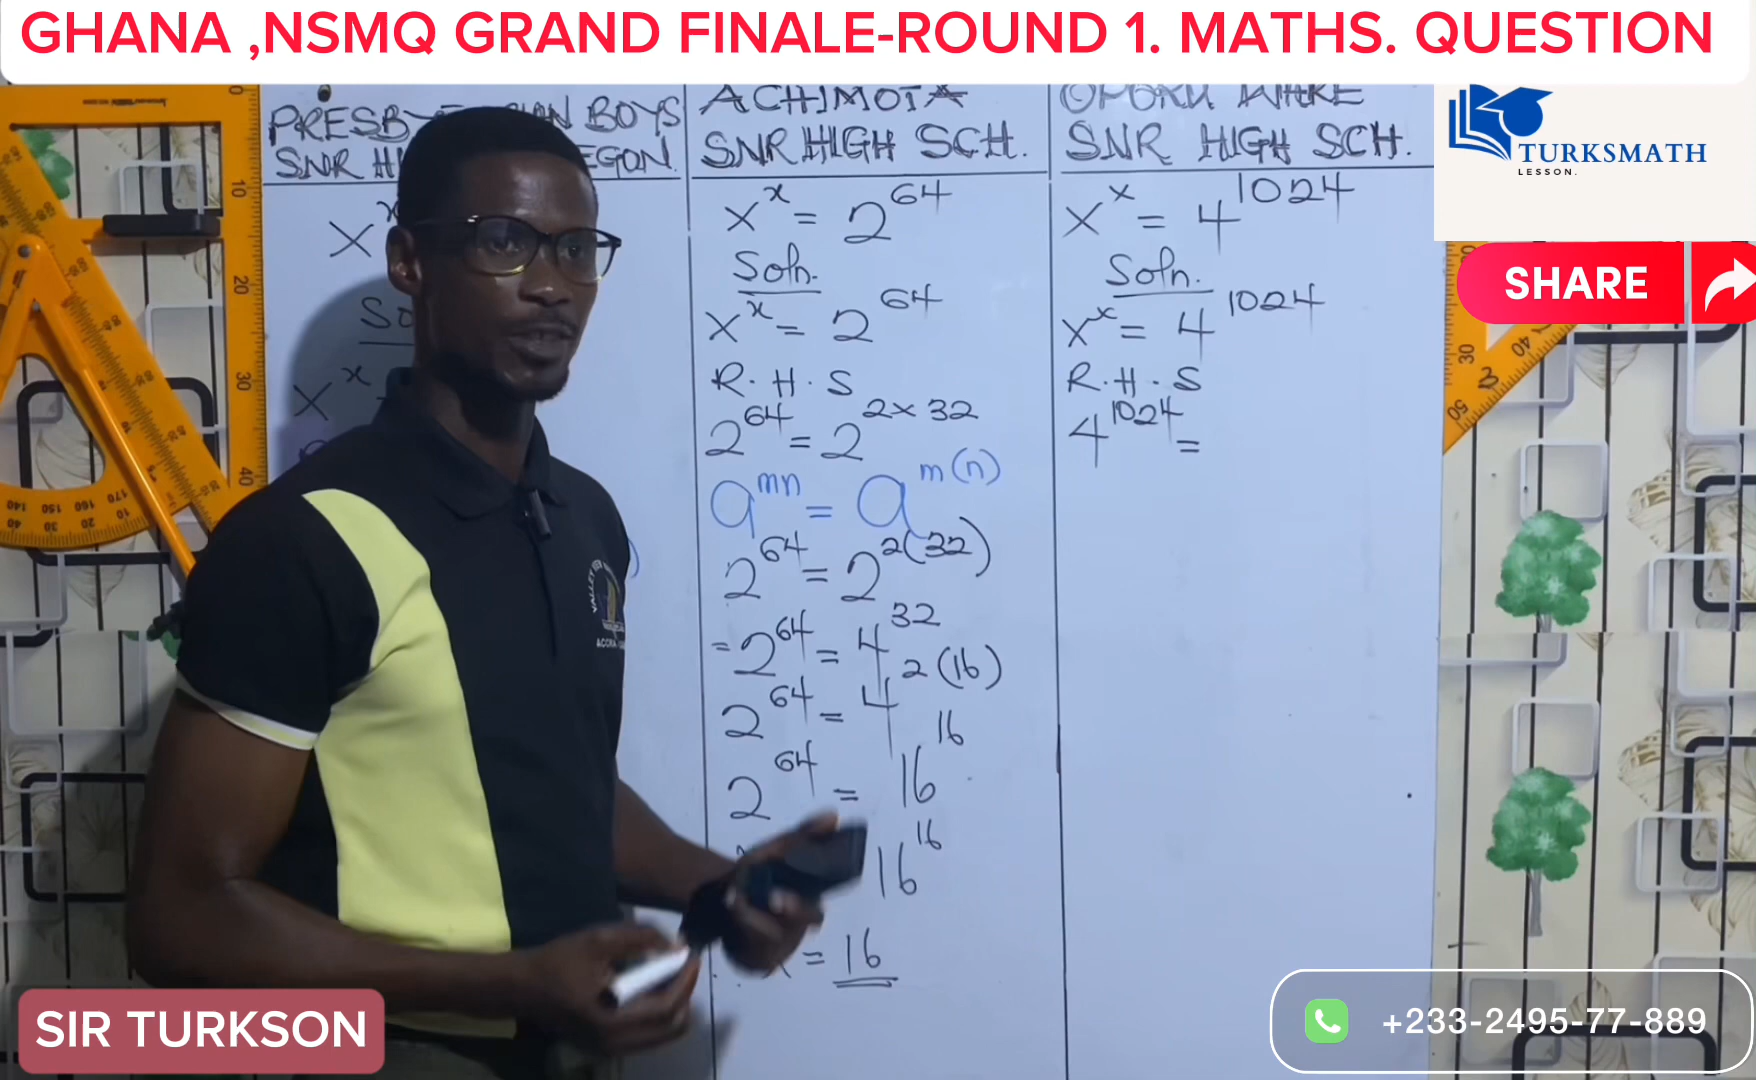 GHANA ,NSMQ GRAND FINALE-ROUND 1. MATHS. QUESTION
BOYS
SNR
EGON.
x^x
x^x
ACHIMOTA
SNR HIGH SCH.
x^x = 2^64
Soln.
x^x = 2^64
R.H.S
2^64 = 2^2×32
a^mn = a^m(n)
2^64 = 2^2(32)
= 2^64 = 4^32
2^64 = 4^2(16)
2^64 = 16^16
16^16
x = 16
OPOKU WARE
SNR HIGH SCH.
x^x = 4^1024
Soln.
x^x = 4^1024
R.H.S
4^1024 =
TURKSMATH
LESSON.
SHARE
SIR TURKSON
+233-2495-77-889